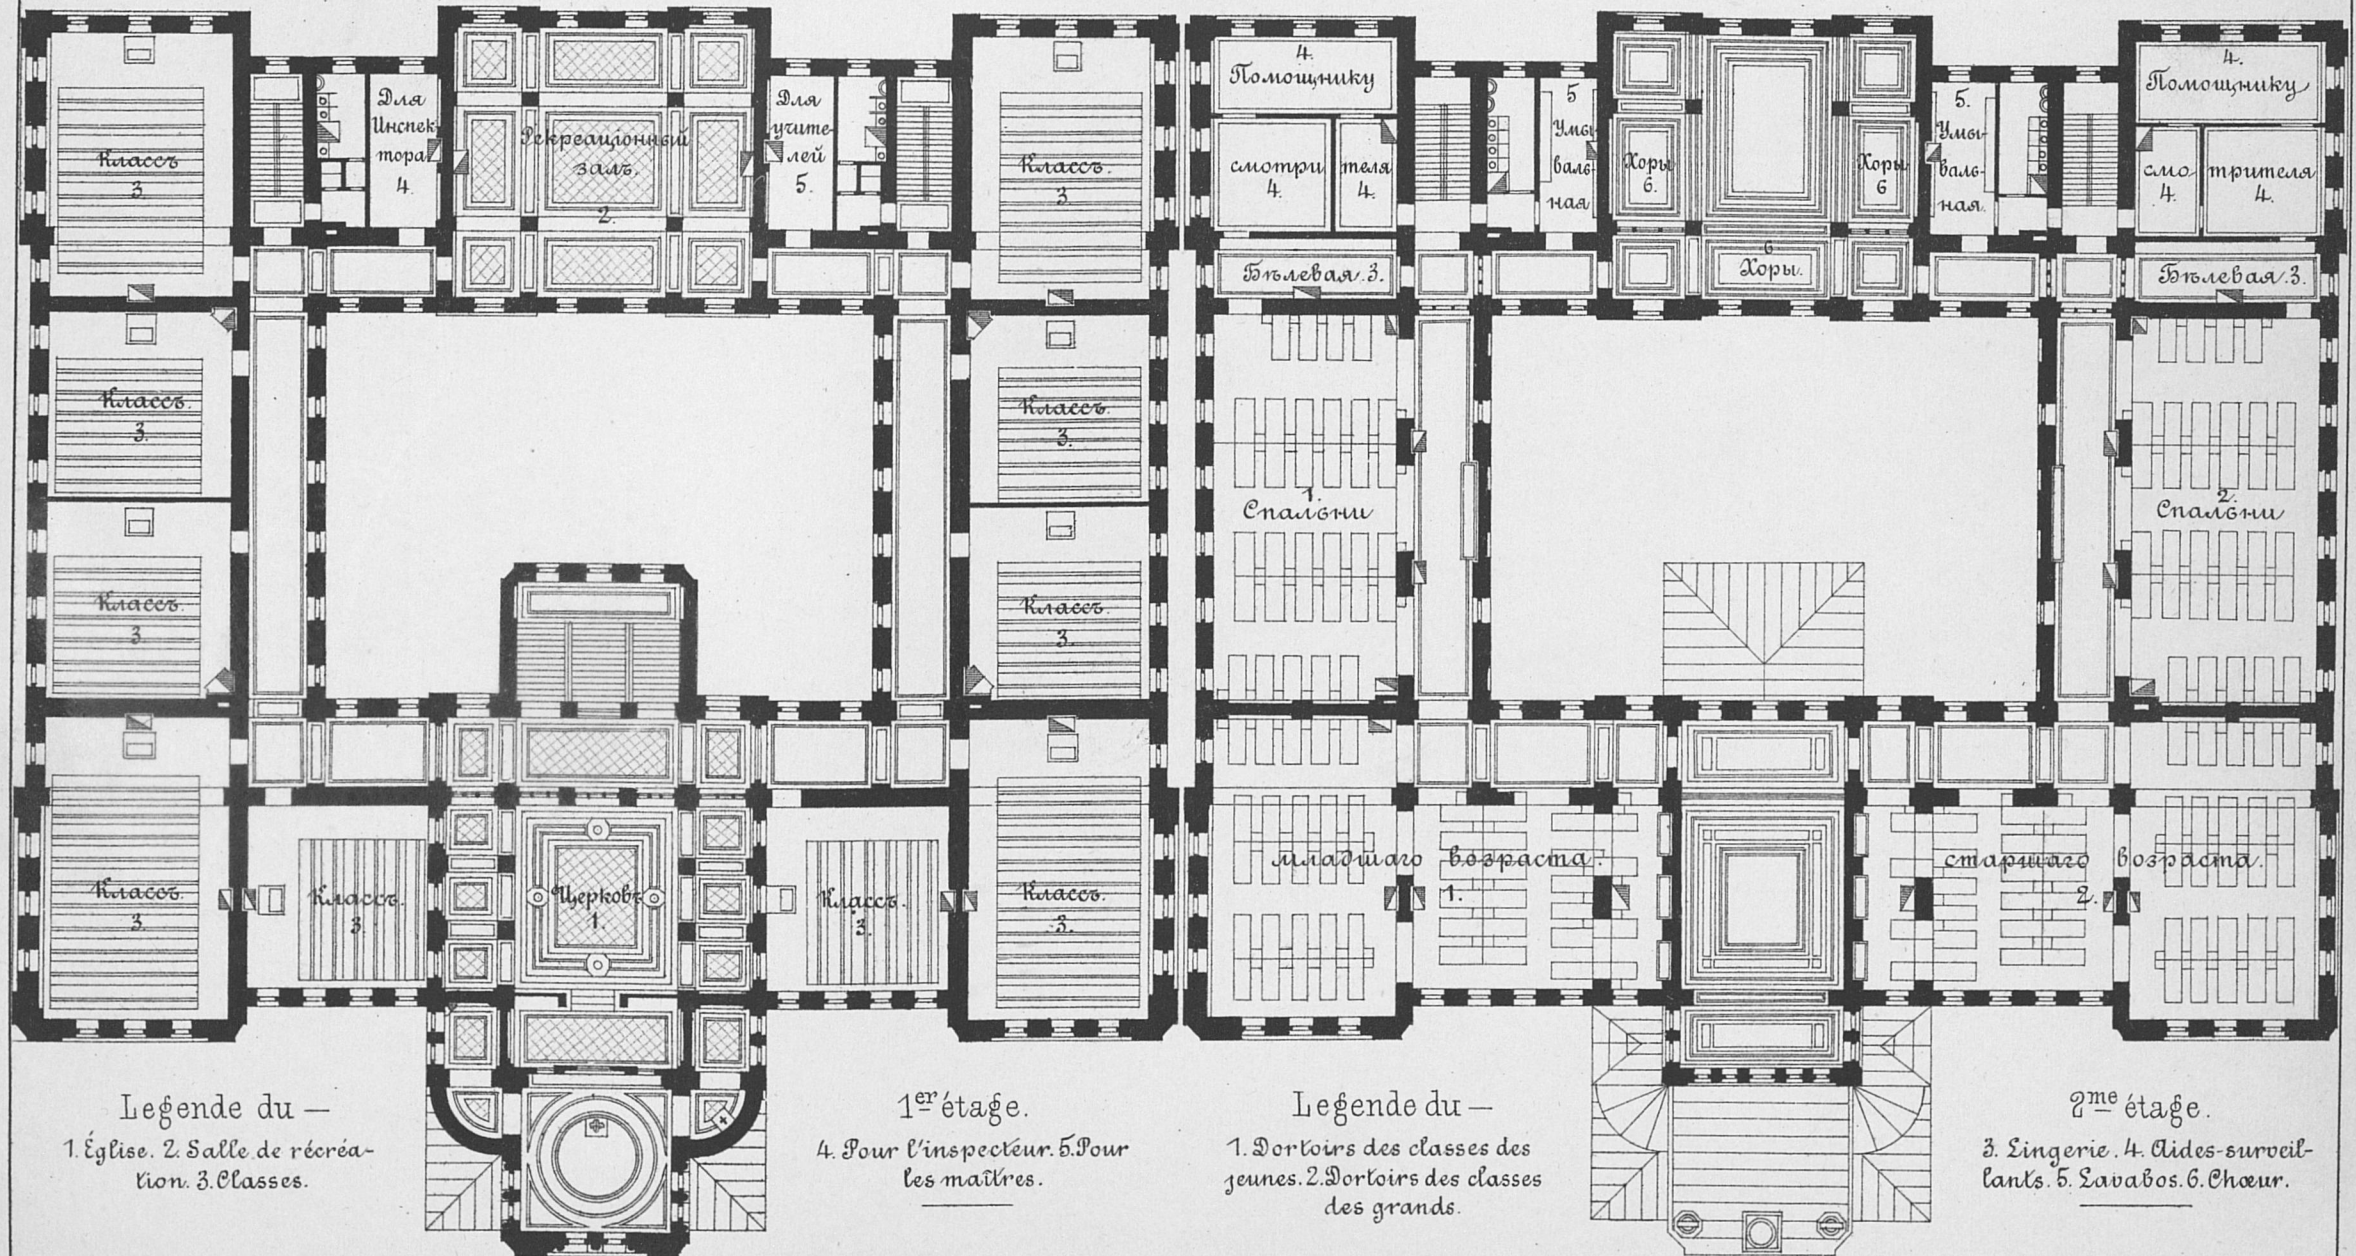 Классъ
3
Для
Инспек
тора
4.
Рекреаціонный
залъ.
2.
Для
учите-
лей
5.
Классъ.
3
Классъ.
3.
Классъ.
3.
Классъ.
3.
Классъ.
3.
Классъ.
3
Классъ.
3.
Церковь
1.
Классъ.
3.
Классъ.
3.
4.
Помощнику
смотри
4.
теля
4.
5
Умы
валь
ная
Хоры
6.
Хоры
6
6
Хоры.
5.
Умы-
валь-
ная.
4.
Помощнику
смо-
4.
трителя
4.
Бѣлевая.3.
Бѣлевая.3.
1.
Спальни
2.
Спальни
младшаго возраста.
1.
старшаго возраста.
2.
Legende du —
1. Église. 2. Salle de récréa-
tion. 3. Classes.
1er étage.
4. Pour l'inspecteur. 5. Pour
les maîtres.
Legende du —
1. Dortoirs des classes des
jeunes. 2. Dortoirs des classes
des grands.
2me étage.
3. Lingerie. 4. Aides-surveil-
lants. 5. Lavabos. 6. Chœur.